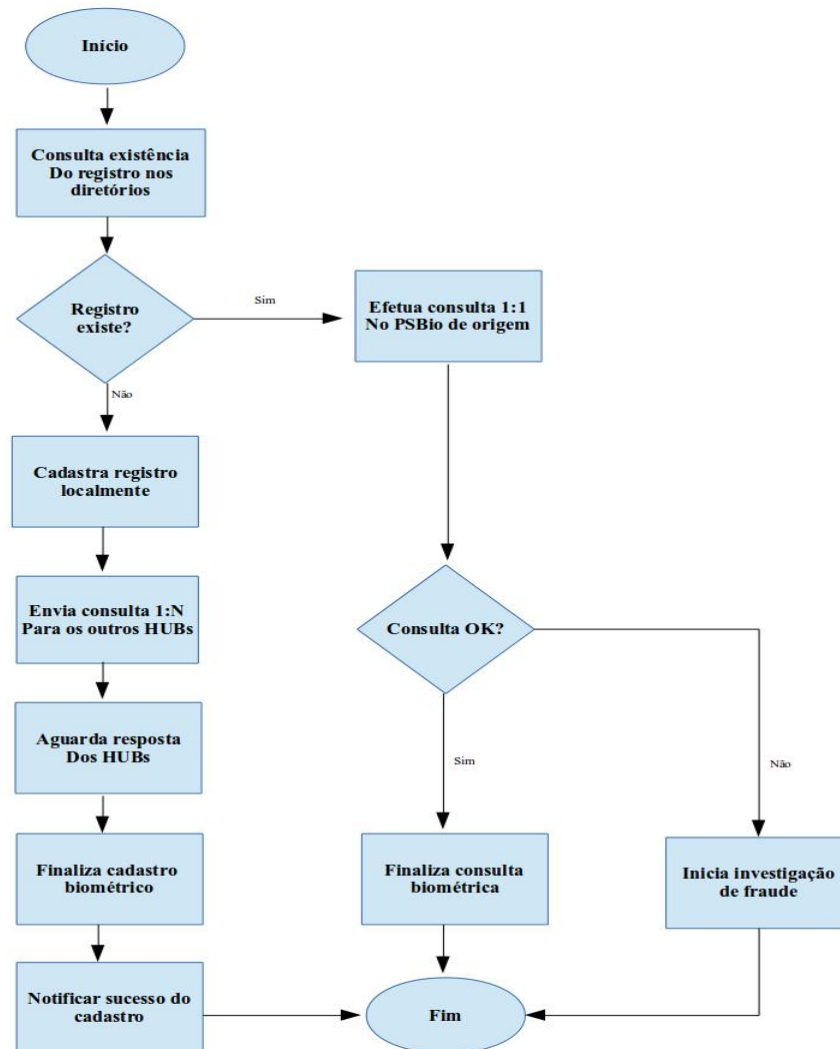 Início
Consulta existência
Do registro nos
diretórios
Registro
existe?
Sim
Efetua consulta 1:1
No PSBio de origem
Não
Cadastra registro
localmente
Envia consulta 1:N
Para os outros HUBs
Consulta OK?
Aguarda resposta
Dos HUBs
Sim
Não
Finaliza cadastro
biométrico
Finaliza consulta
biométrica
Inicia investigação
de fraude
Notificar sucesso do
cadastro
Fim